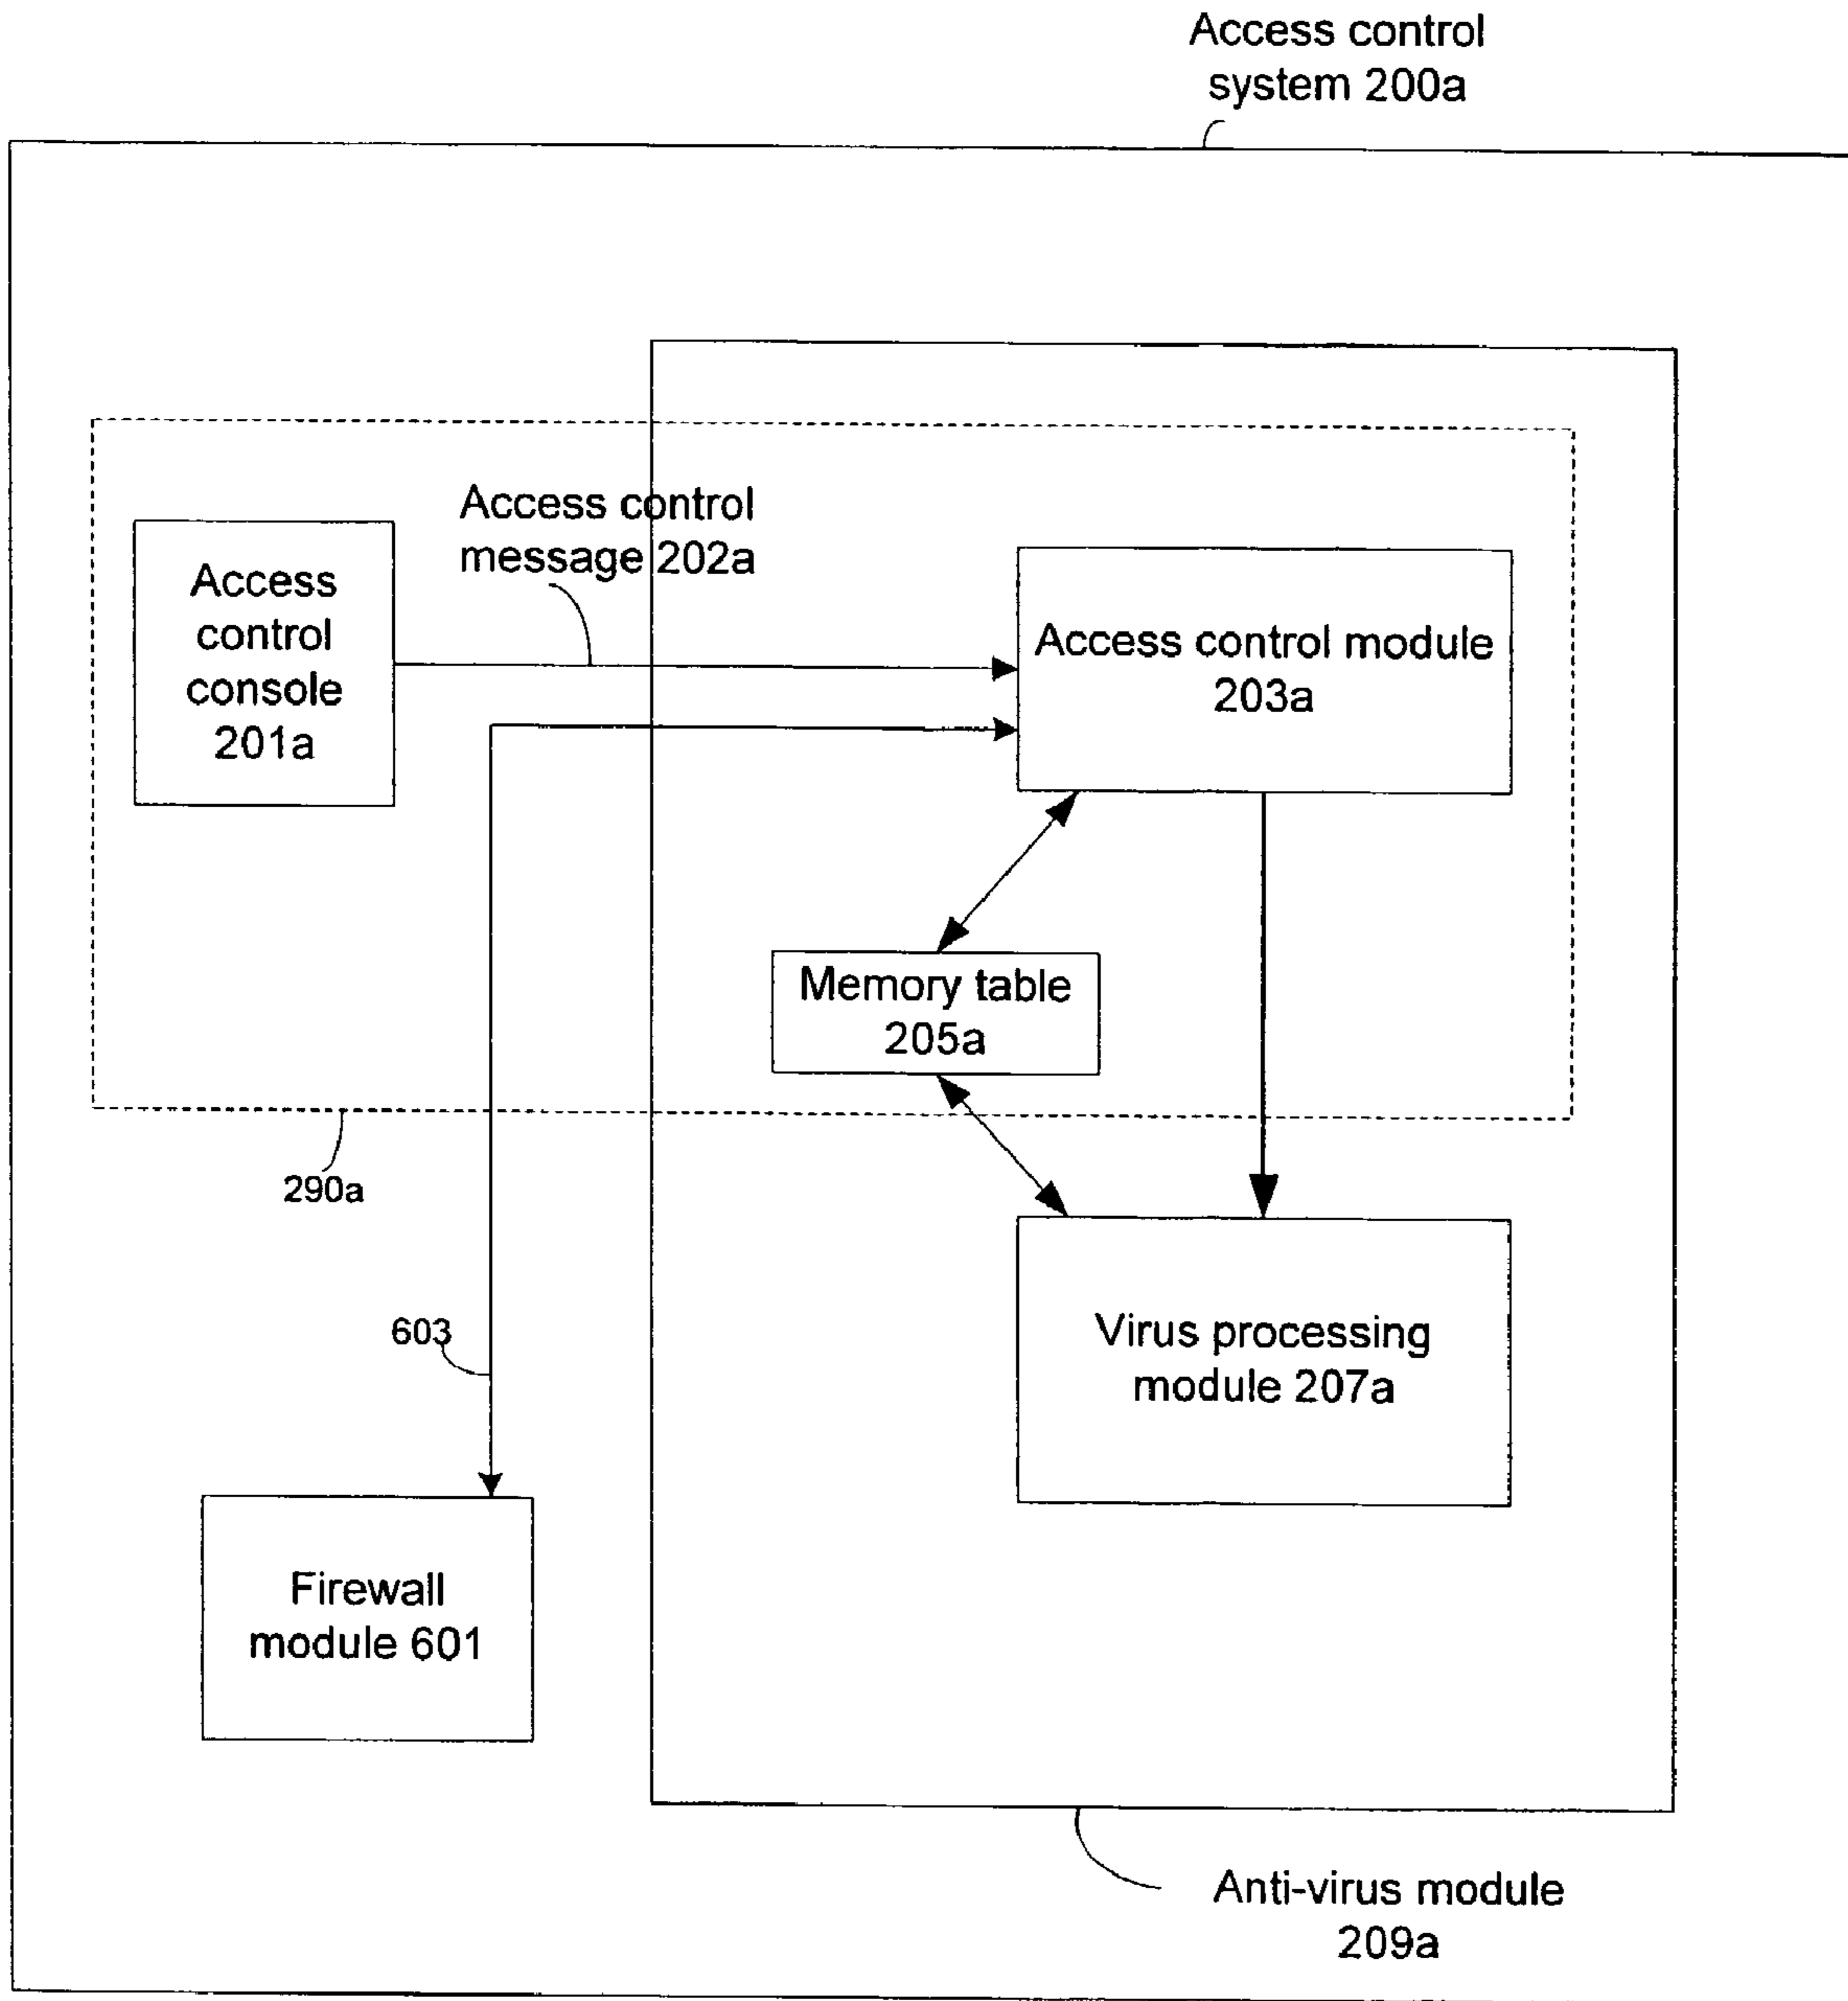 Access control
system 200a
Access control
message 202a
Access
control
console
201a
Access control module
203a
Memory table
205a
290a
603
Virus processing
module 207a
Firewall
module 601
Anti-virus module
209a